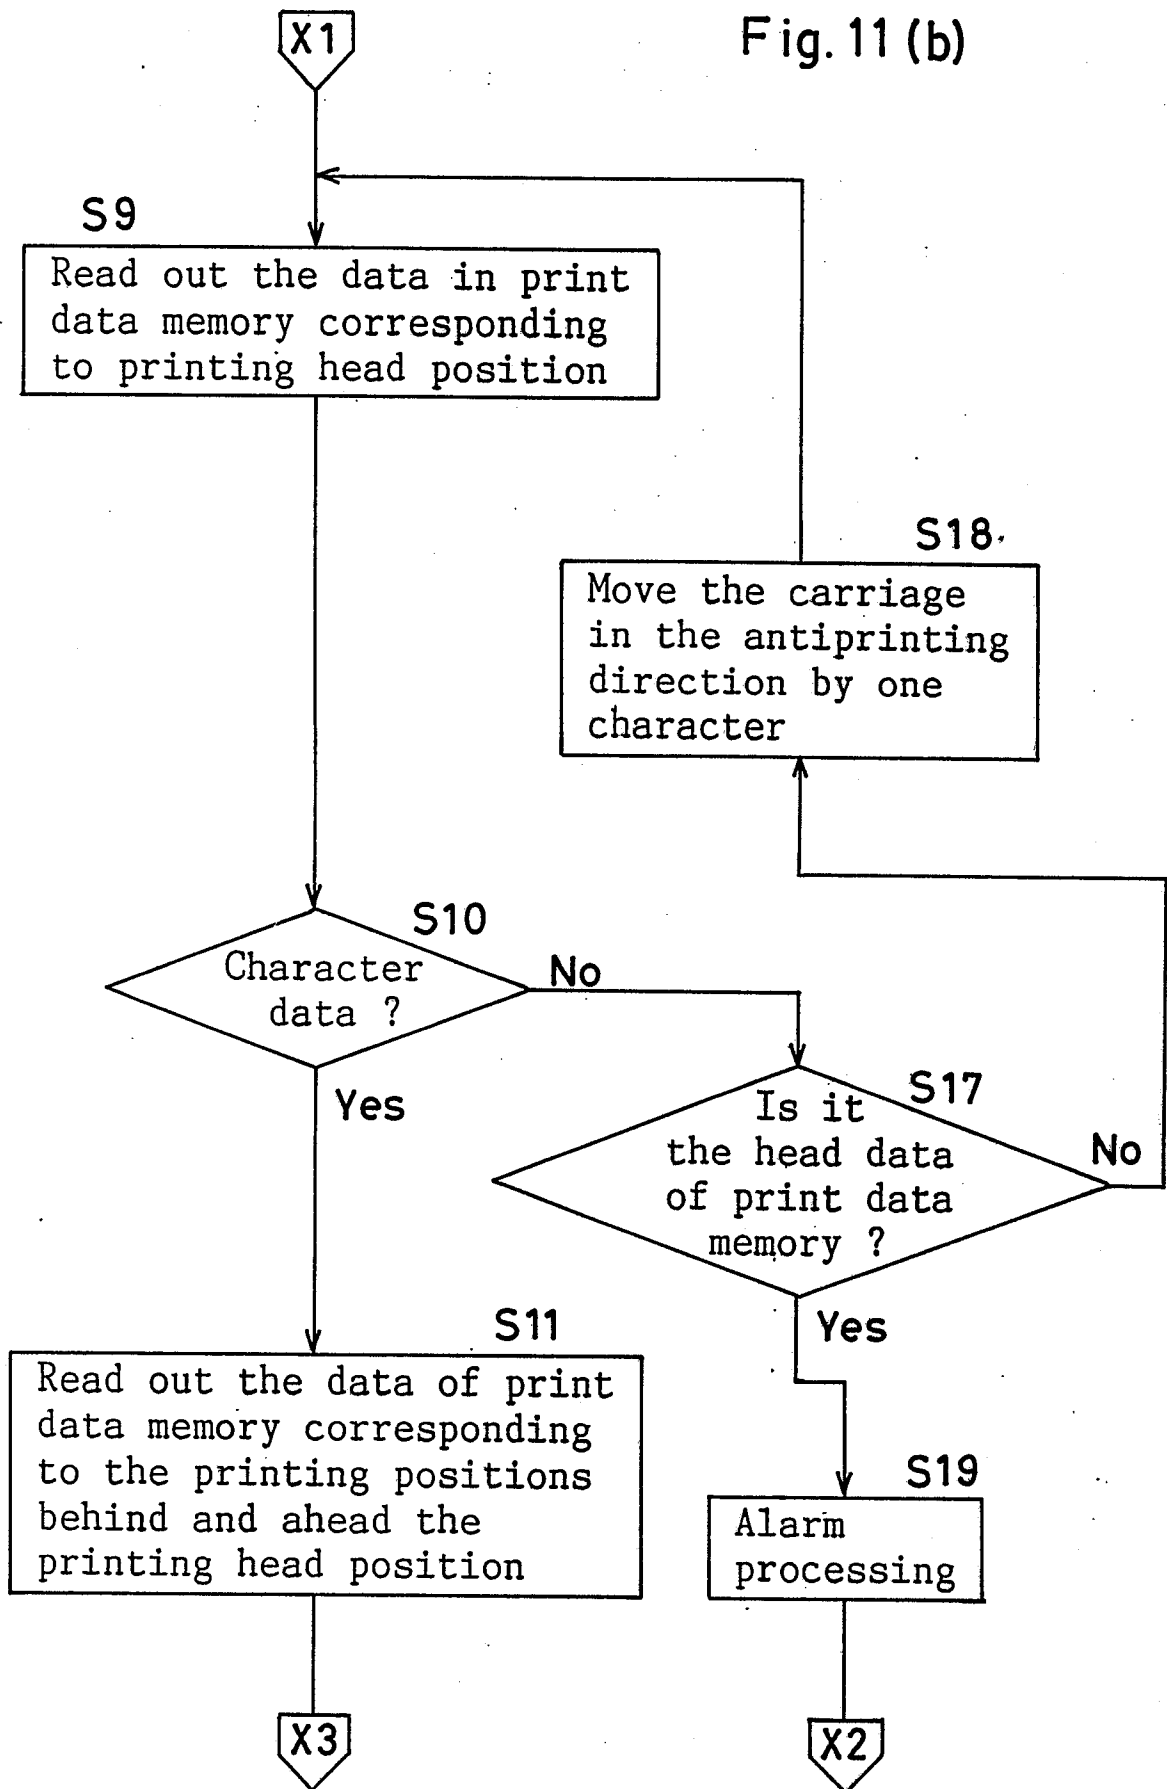 X1
Fig. 11 (b)
S9
Read out the data in print
data memory corresponding
to printing head position
S18
Move the carriage
in the antiprinting
direction by one
character
S10
Character
data ?
No
Yes
S17
Is it
the head data
of print data
memory ?
No
Yes
S11
Read out the data of print
data memory corresponding
to the printing positions
behind and ahead the
printing head position
S19
Alarm
processing
X3
X2